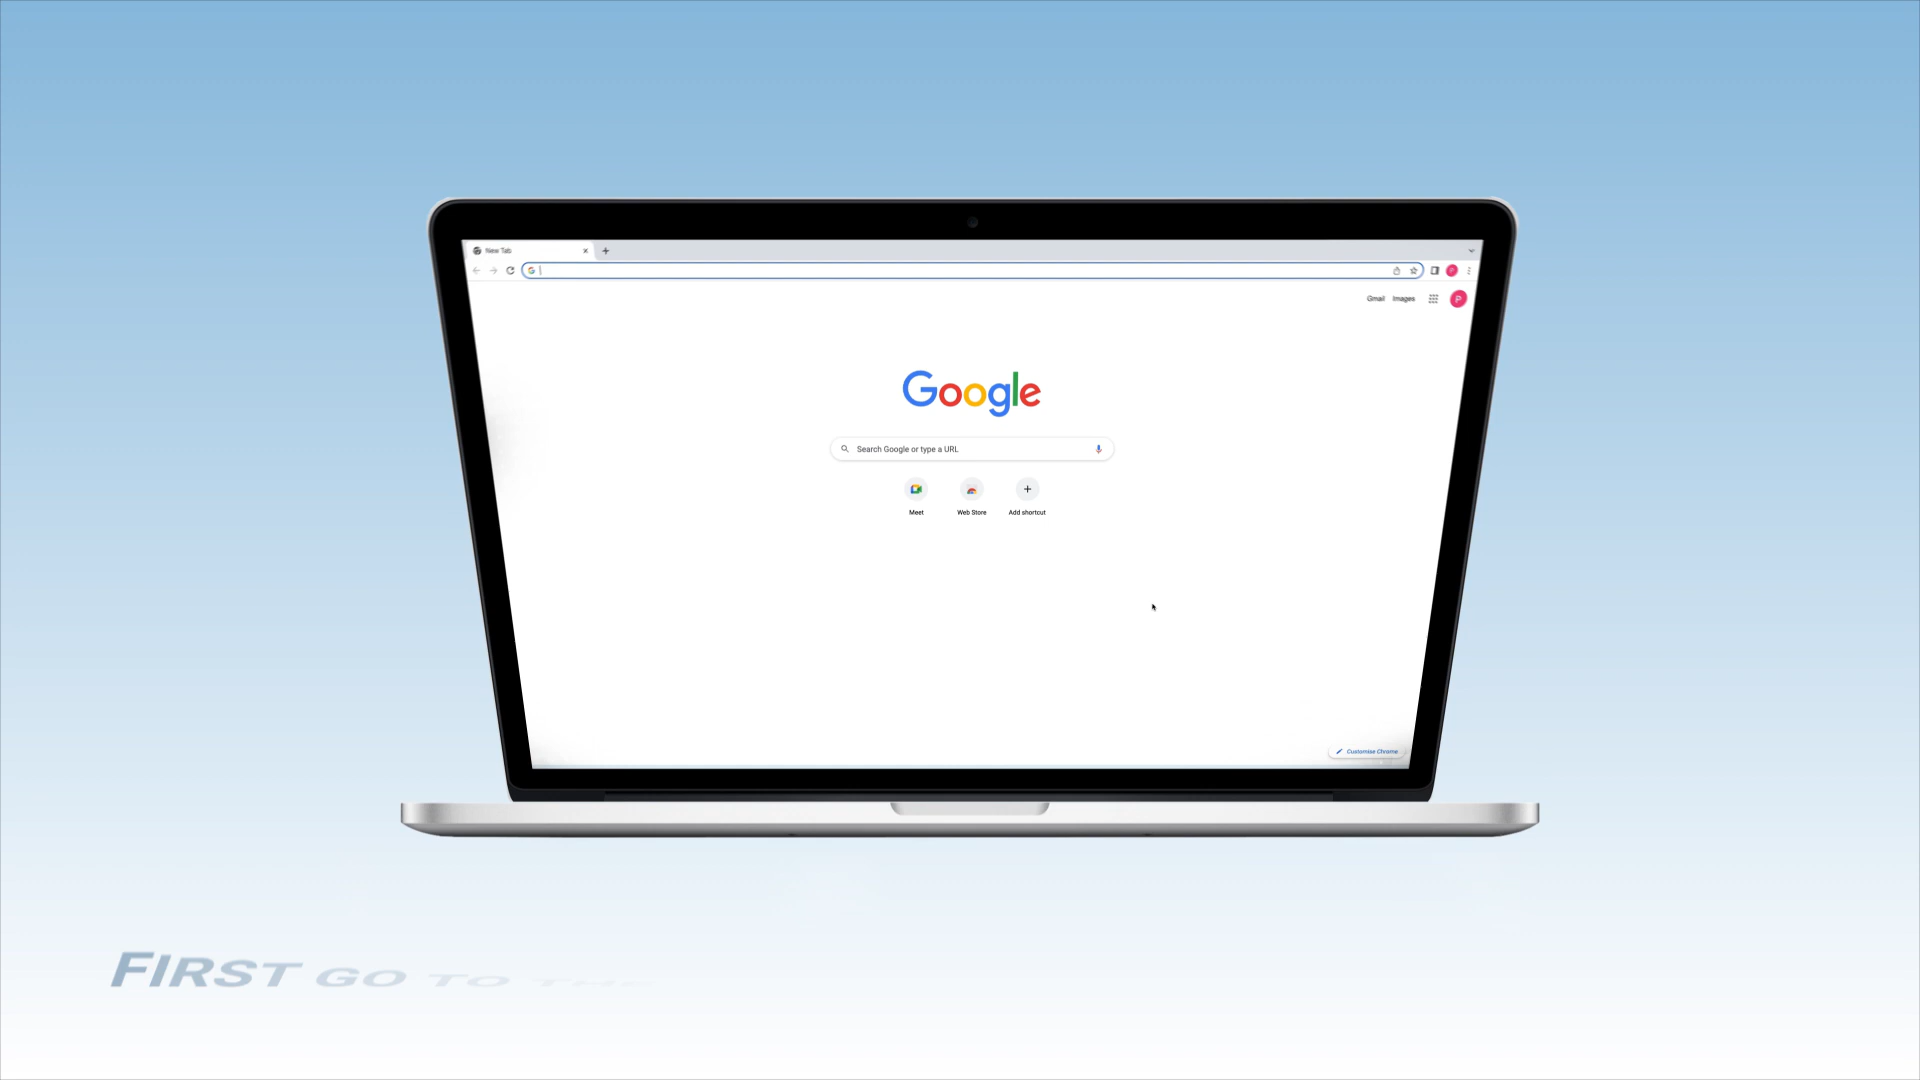 New Tab
Gmail Images
P
Google
Search Google or type a URL
Meet Web Store Add shortcut
Customise Chrome
FIRST GO TO THE